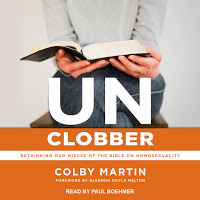 UN
CLOBBER
RETHINKING OUR MISUSE OF THE BIBLE ON HOMOSEXUALITY
COLBY MARTIN
FOREWORD BY GLENNON DOYLE MELTON
READ BY PAUL BOEHMER